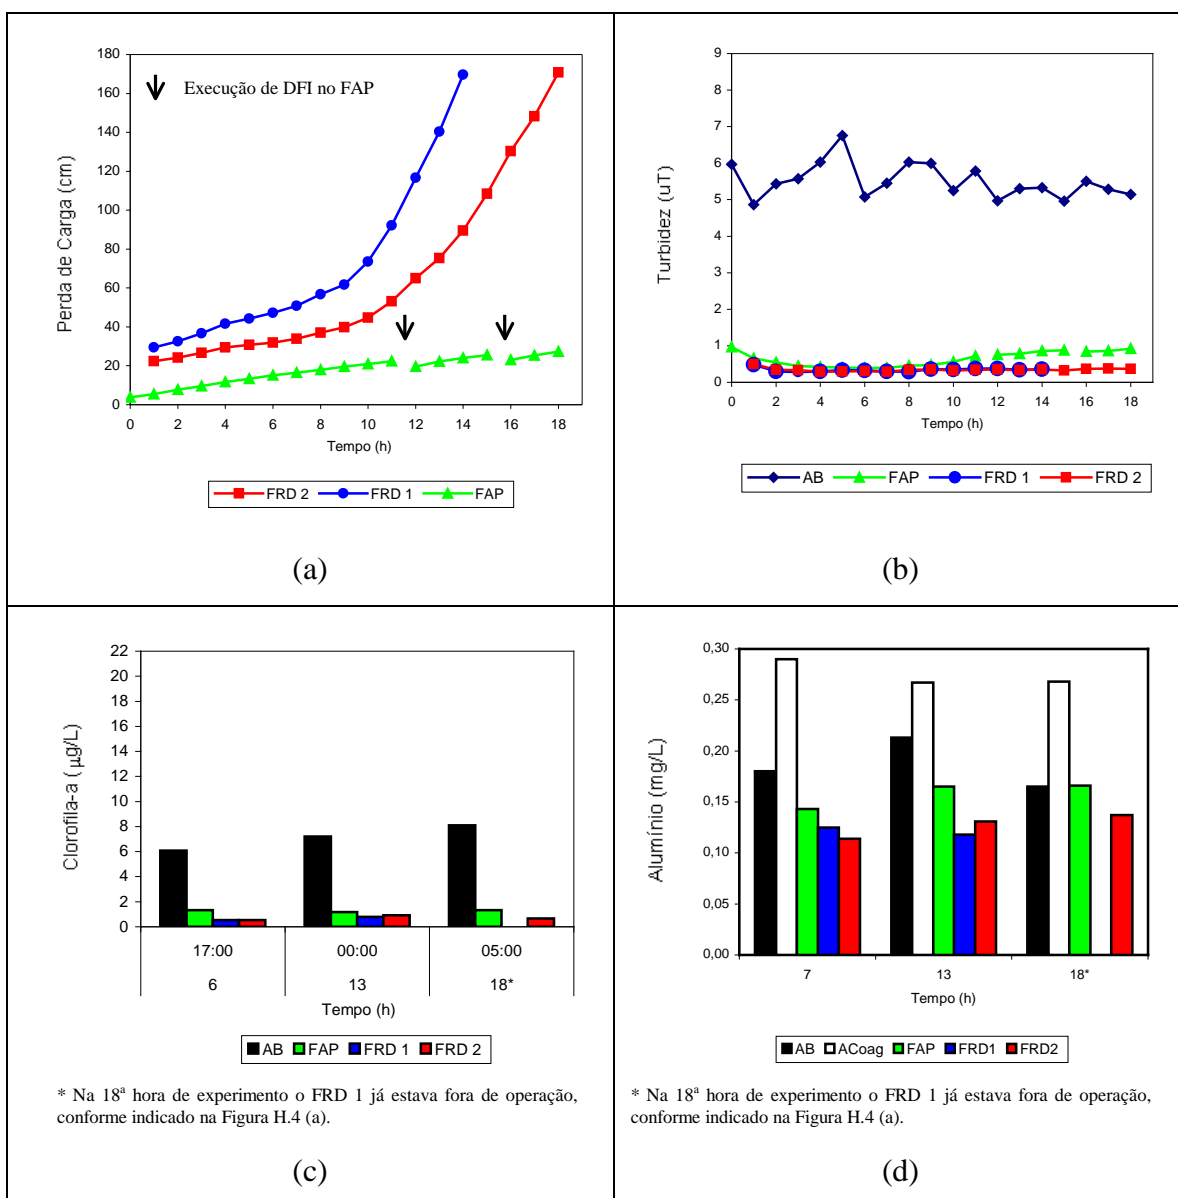 180
160
140
120
100
80
60
40
20
0
Perda de Carga (cm)
Execução de DFI no FAP
0 2 4 6 8 10 12 14 16 18
Tempo (h)
FRD 2 FRD 1 FAP
(a)
9
8
7
6
5
4
3
2
1
0
Turbidez (uT)
0 2 4 6 8 10 12 14 16 18
Tempo (h)
AB FAP FRD 1 FRD 2
(b)
22
20
18
16
14
12
10
8
6
4
2
0
Clorofila-a (µg/L)
17:00 00:00 05:00
6 13 18*
Tempo (h)
AB FAP FRD 1 FRD 2
* Na 18ª hora de experimento o FRD 1 já estava fora de operação,
conforme indicado na Figura H.4 (a).
(c)
0,30
0,25
0,20
0,15
0,10
0,05
0,00
Alumínio (mg/L)
7 13 18*
Tempo (h)
AB ACoag FAP FRD1 FRD2
* Na 18ª hora de experimento o FRD 1 já estava fora de operação,
conforme indicado na Figura H.4 (a).
(d)